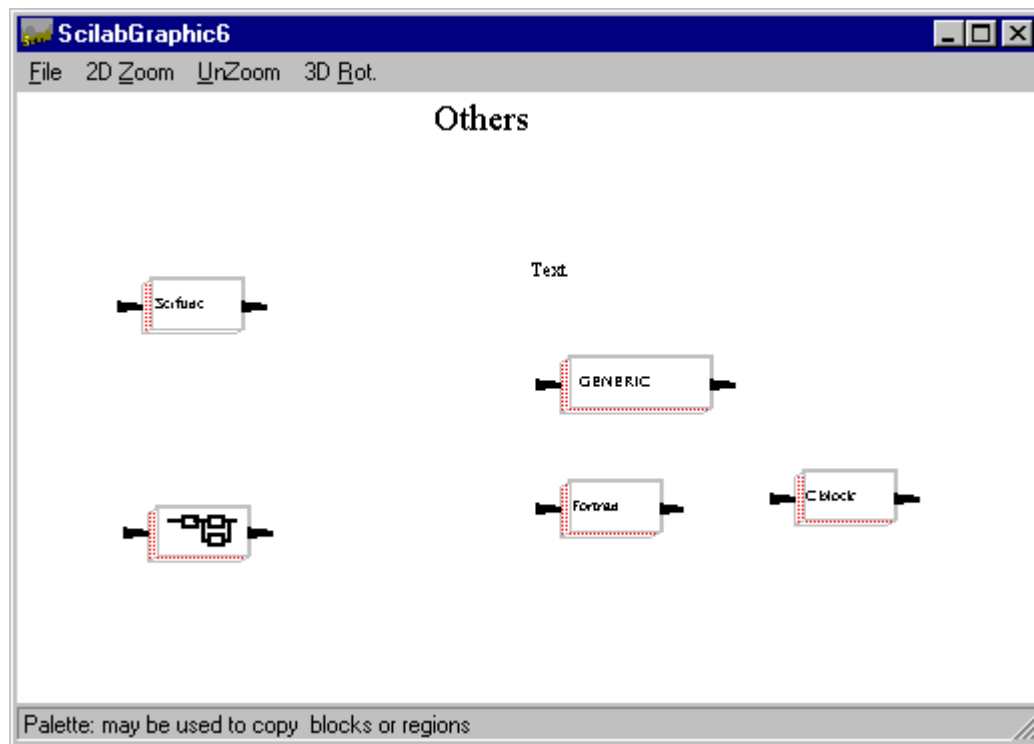 ScilabGraphic6
File 2D Zoom UnZoom 3D Rot.
Others
Text
Scifunc
GENERIC
Fortran
C block
Palette: may be used to copy blocks or regions